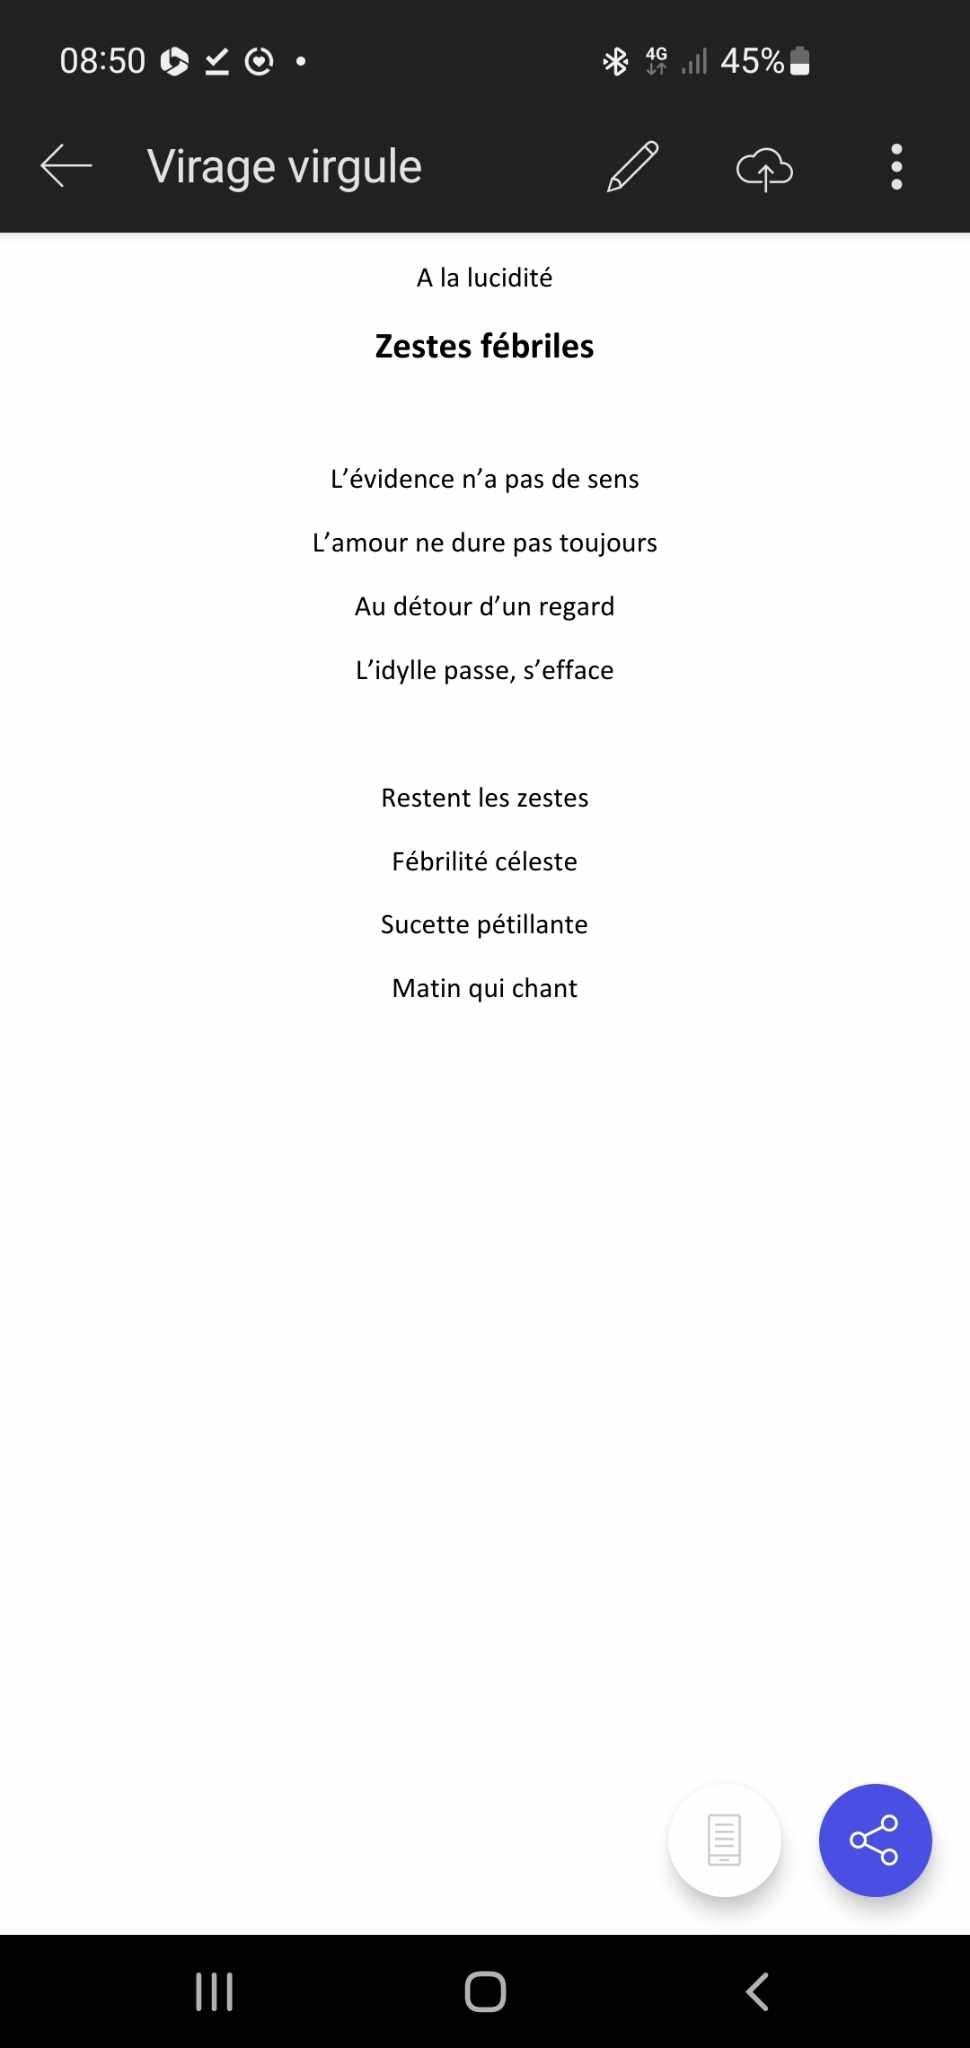 08:50
4G
45%
Virage virgule
A la lucidité
Zestes fébriles
L’évidence n’a pas de sens
L’amour ne dure pas toujours
Au détour d’un regard
L’idylle passe, s’efface
Restent les zestes
Fébrilité céleste
Sucette pétillante
Matin qui chant